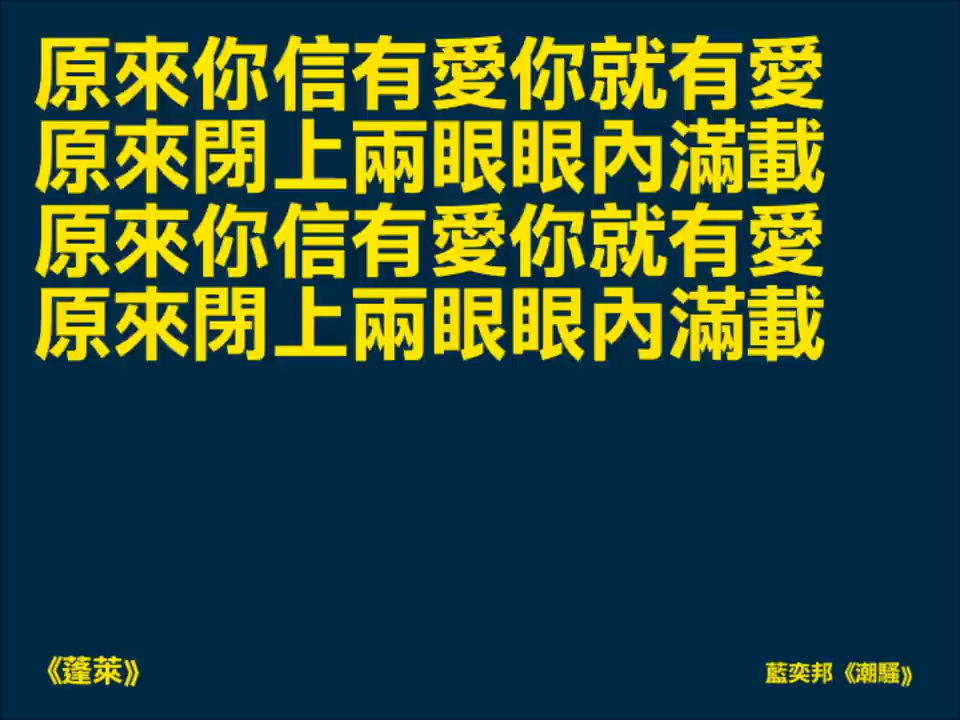 原來你信有愛你就有愛
原來閉上兩眼眼內滿載
原來你信有愛你就有愛
原來閉上兩眼眼內滿載
《蓬萊》
藍奕邦《潮騷》